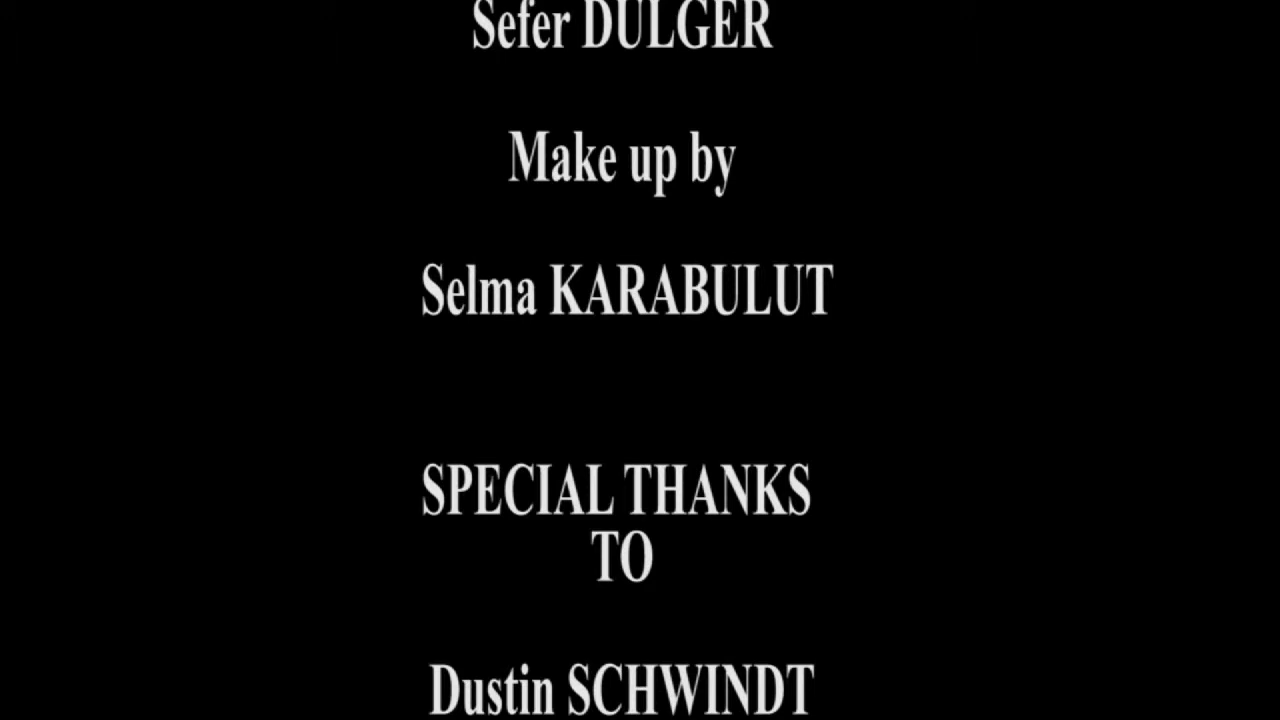 Sefer DULGER
Make up by
Selma KARABULUT
SPECIAL THANKS
TO
Dustin SCHWINDT